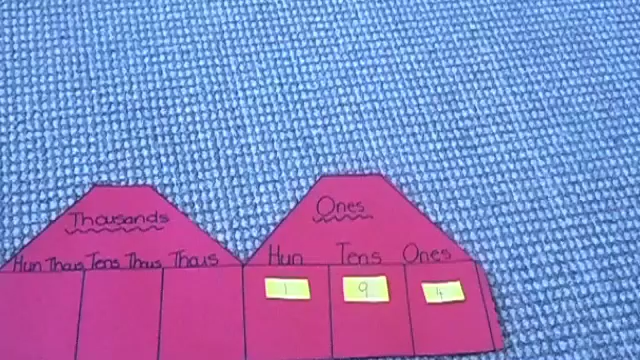 Thousands
Ones
Hun Thous Tens Thous Thous
Hun Tens Ones
1 9 4